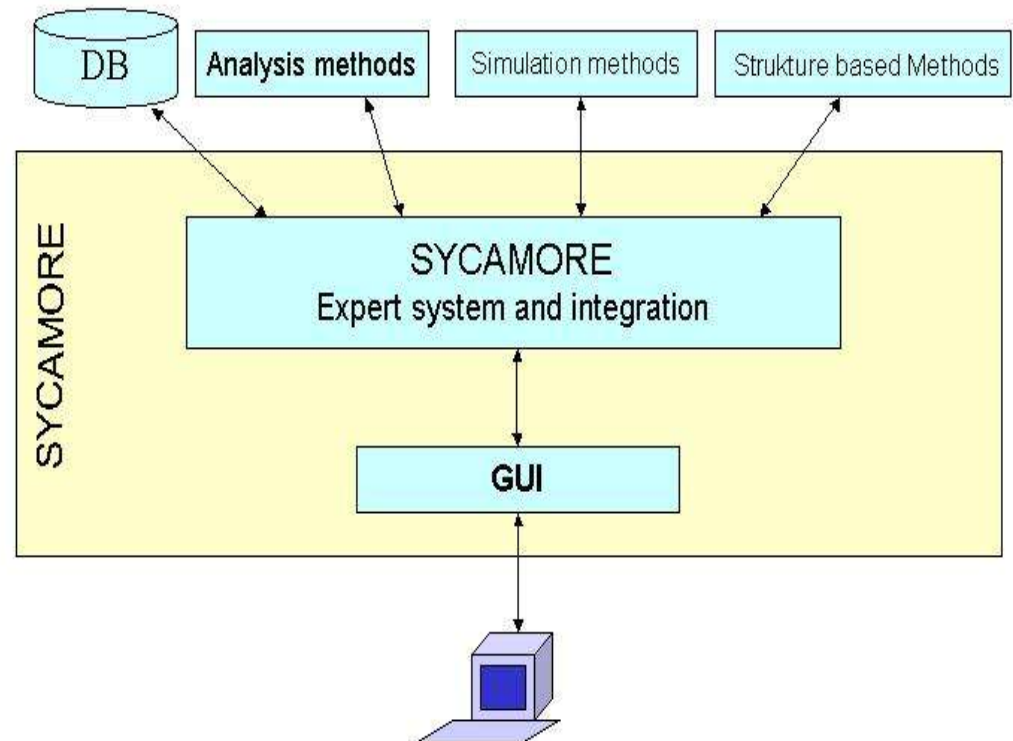 DB
Analysis methods
Simulation methods
Strukture based Methods
SYCAMORE
SYCAMORE
Expert system and integration
GUI